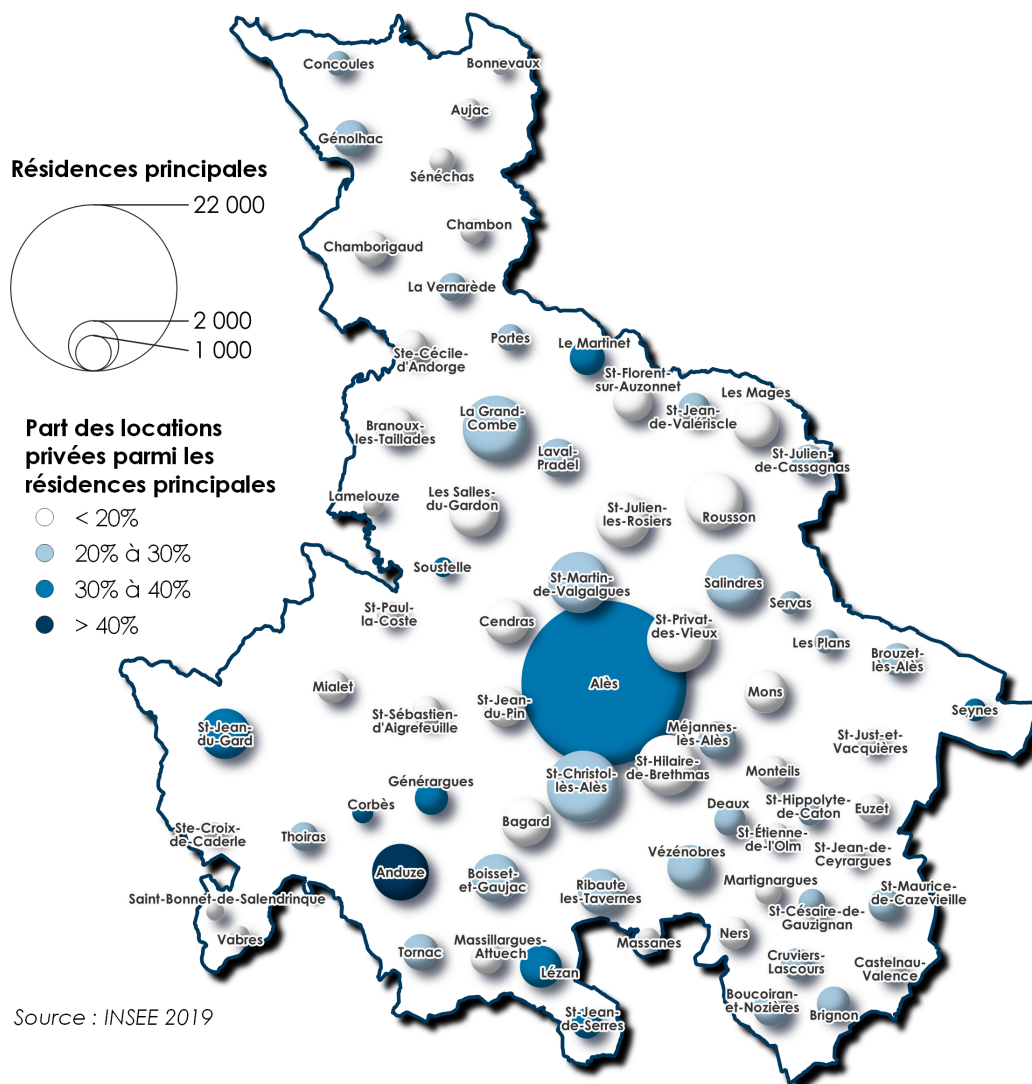 Concoules
Bonnevaux
Aujac
Génolhac
Résidences principales
Sénéchas
22 000
Chambon
Chamborigaud
La Vernarède
2 000
1 000
Portes
Le Martinet
Ste-Cécile-
d'Andorge
St-Florent-
sur-Auzonnet
Les Mages
Part des locations
privées parmi les
résidences principales
< 20%
20% à 30%
30% à 40%
> 40%
La Grand-
Combe
St-Jean-
de-Valériscle
Branoux-
les-Taillades
Laval-
Pradel
St-Julien-
de-Cassagnas
Lamelouze
Les Salles-
du-Gardon
St-Julien-
les-Rosiers
Rousson
Soustelle
St-Martin-
de-Valgalgues
Salindres
Servas
St-Paul-
la-Coste
Cendras
St-Privat-
des-Vieux
Les Plans
Brouzet-
lès-Alès
Alès
Mialet
Mons
St-Jean-
du-Pin
Seynes
St-Sébastien-
d'Aigrefeuille
St-Jean-
du-Gard
Méjannes-
lès-Alès
St-Just-et-
Vacquières
St-Hilaire-
de-Brethmas
St-Christol-
lès-Alès
Monteils
Générargues
Corbès
Deaux
St-Hippolyte-
de-Caton
Euzet
Bagard
Ste-Croix-
de-Caderle
Thoiras
St-Étienne-
de-l'Olm
St-Jean-de-
Ceyrargues
Vézénobres
Anduze
Boisset-
et-Gaujac
Ribaute
les-Tavernes
Martignargues
St-Maurice-
de-Cazevieille
Saint-Bonnet-de-Salendrinque
St-Césaire-de-
Gauzignan
Vabres
Massillargues-
Attuech
Massanes
Ners
Tornac
Lézan
Cruviers-
Lascours
Castelnau-
Valence
Boucoiran-
et-Nozières
Brignon
St-Jean-
de-Serres
Source : INSEE 2019